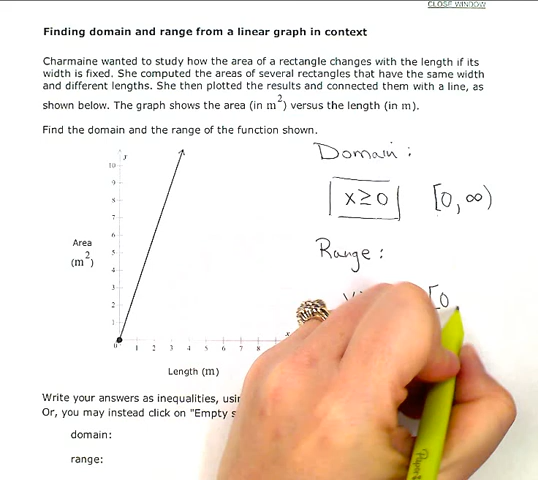 CLOSE WINDOW
Finding domain and range from a linear graph in context
Charmaine wanted to study how the area of a rectangle changes with the length if its
width is fixed. She computed the areas of several rectangles that have the same width
and different lengths. She then plotted the results and connected them with a line, as
shown below. The graph shows the area (in m²) versus the length (in m).
Find the domain and the range of the function shown.
Domain:
x≥0 [0, ∞)
Range:
[0
y
10
9
8
7
6
5
4
3
2
1
Area
(m²)
0 1 2 3 4 5 6 7 8
x
Length (m)
Write your answers as inequalities,
Or, you may instead click on "Empty
domain:
range: